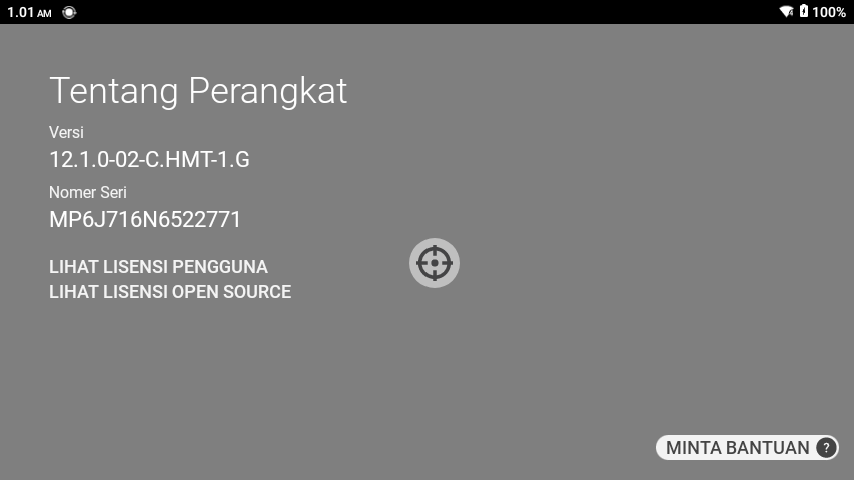 1.01 AM
100%
Tentang Perangkat
Versi
12.1.0-02-C.HMT-1.G
Nomer Seri
MP6J716N6522771
LIHAT LISENSI PENGGUNA
LIHAT LISENSI OPEN SOURCE
MINTA BANTUAN ?